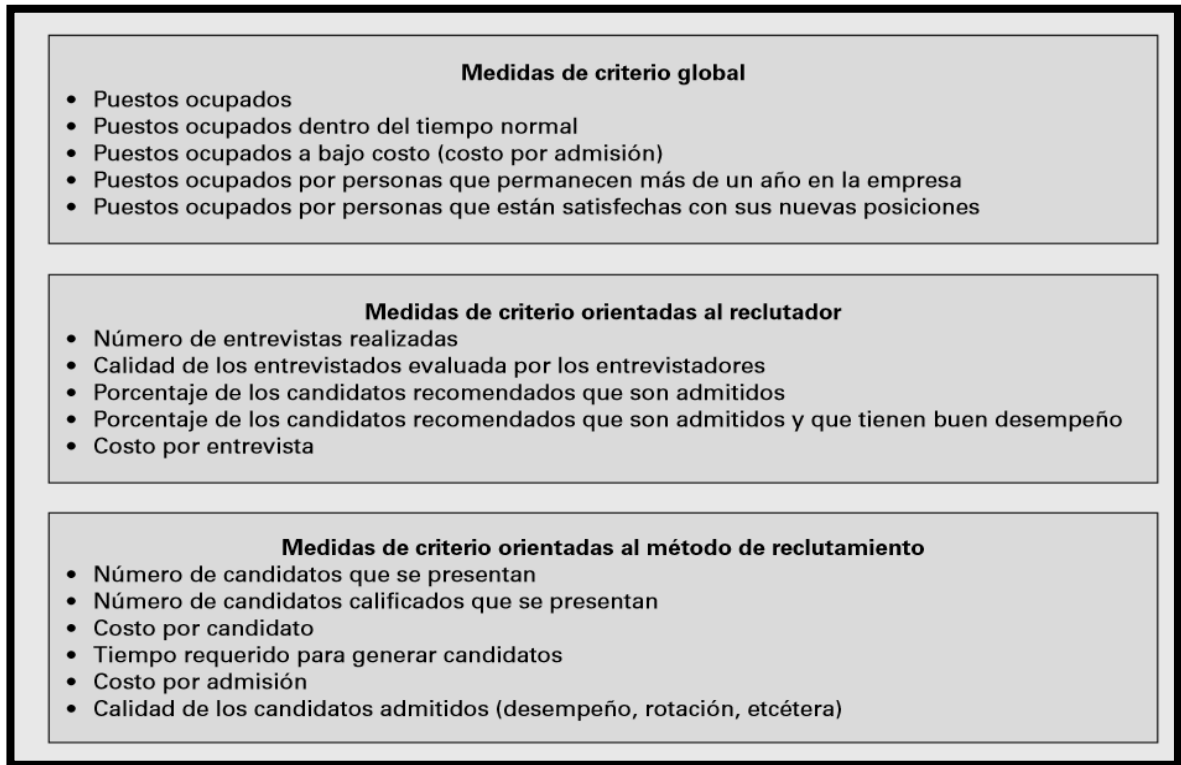 Medidas de criterio global
• Puestos ocupados
• Puestos ocupados dentro del tiempo normal
• Puestos ocupados a bajo costo (costo por admisión)
• Puestos ocupados por personas que permanecen más de un año en la empresa
• Puestos ocupados por personas que están satisfechas con sus nuevas posiciones
Medidas de criterio orientadas al reclutador
• Número de entrevistas realizadas
• Calidad de los entrevistados evaluada por los entrevistadores
• Porcentaje de los candidatos recomendados que son admitidos
• Porcentaje de los candidatos recomendados que son admitidos y que tienen buen desempeño
• Costo por entrevista
Medidas de criterio orientadas al método de reclutamiento
• Número de candidatos que se presentan
• Número de candidatos calificados que se presentan
• Costo por candidato
• Tiempo requerido para generar candidatos
• Costo por admisión
• Calidad de los candidatos admitidos (desempeño, rotación, etcétera)